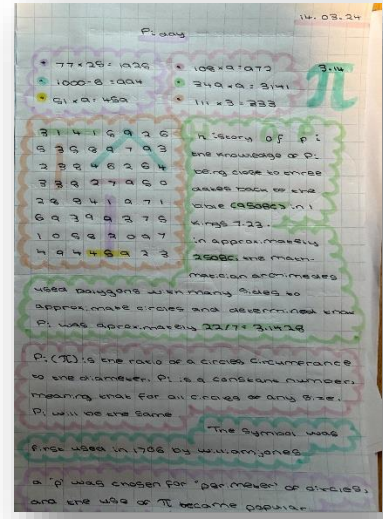 14.03.24
Pi day
77 x 25 = 1925
1000-6 = 994
51 x 9 = 459
108 x 9 = 972
349 x 9 = 3141
111 x 3 = 333
3.14
π
3 1 4 1 5 9 2 6
5 3 5 8 9 7 9 3
2 3 8 4 6 2 6 4
3 3 8 3 2 7 9 5 0
2 8 8 4 1 9 7 1
6 9 3 9 9 3 7 5
1 0 5 8 2 0 9 7
4 9 4 4 5 9 2 3
History of Pi
the knowledge of Pi
being close to three
dates back to the
(950BC) in 1
Kings 7:23.
in approximately
250BC, the math-
matician archimedes
used polygons with many sides to
approximate circles and determined that
Pi was aproximatley 22/7 = 3.1428
Pi (π) is the ratio of a circles circumfrance
to the diameter. Pi is a constant number,
meaning that for all circles of any size,
Pi will be the same
The symbol was
first used in 1706 by william jones
a 'p' was chosen for "perimeter" of circles,
and the use of π became popular